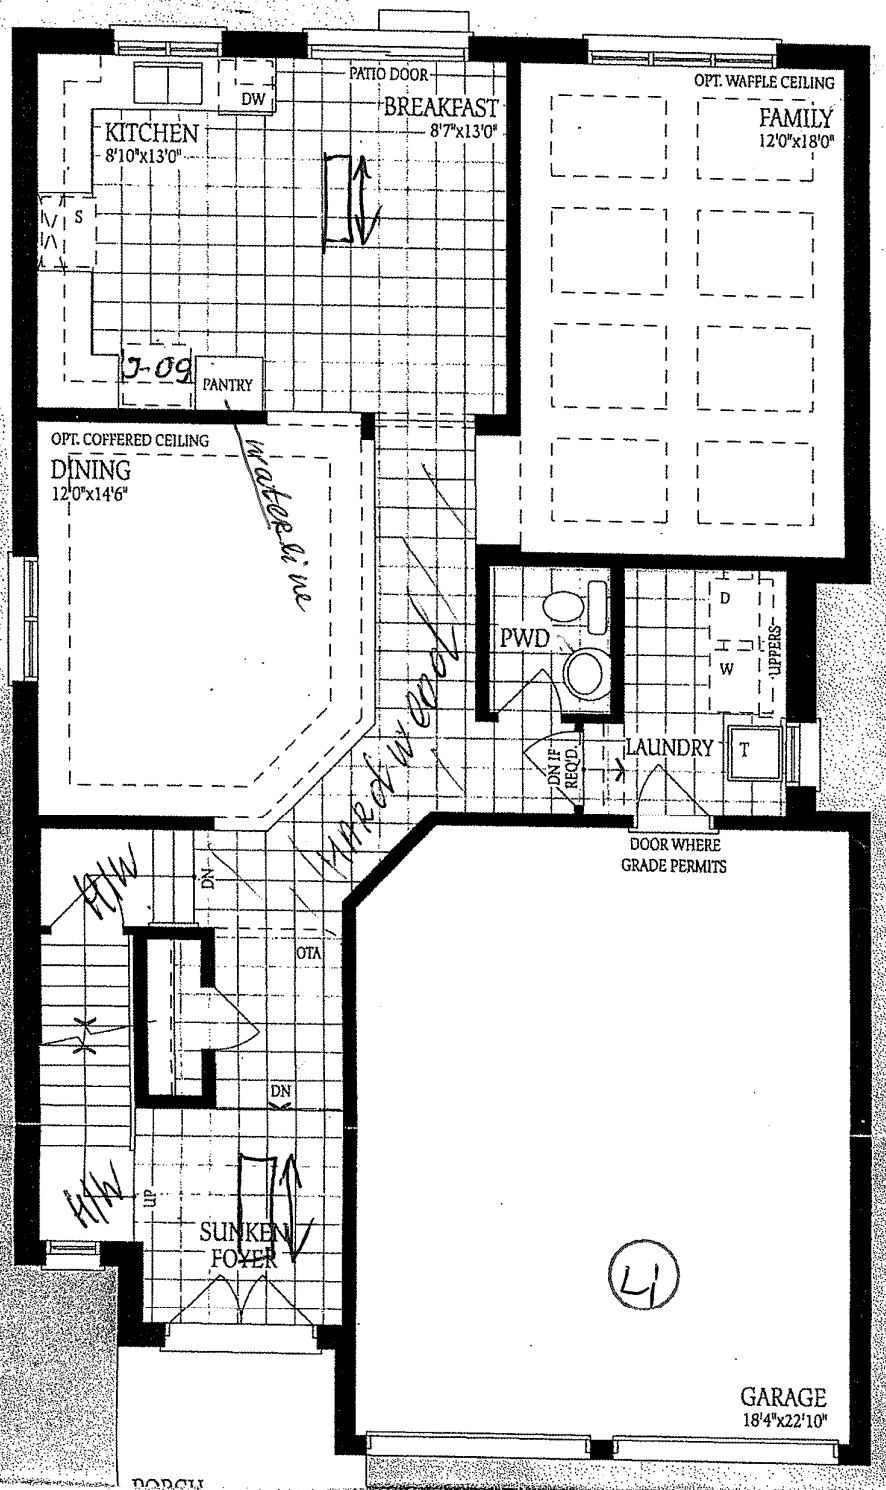 PATIO DOOR
OPT. WAFFLE CEILING
DW
BREAKFAST
8'7"x13'0"
FAMILY
12'0"x18'0"
KITCHEN
8'10"x13'0"
S
J-09
PANTRY
OPT. COFFERED CEILING
DINING
12'0"x14'6"
waterline
D
W
UPPERS
PWD
Hardwood
DN IF
REQ'D.
LAUNDRY
T
DOOR WHERE
GRADE PERMITS
H/W
DN
OTA
DN
H/W
UP
SUNKEN
FOYER
L1
GARAGE
18'4"x22'10"
PORCH